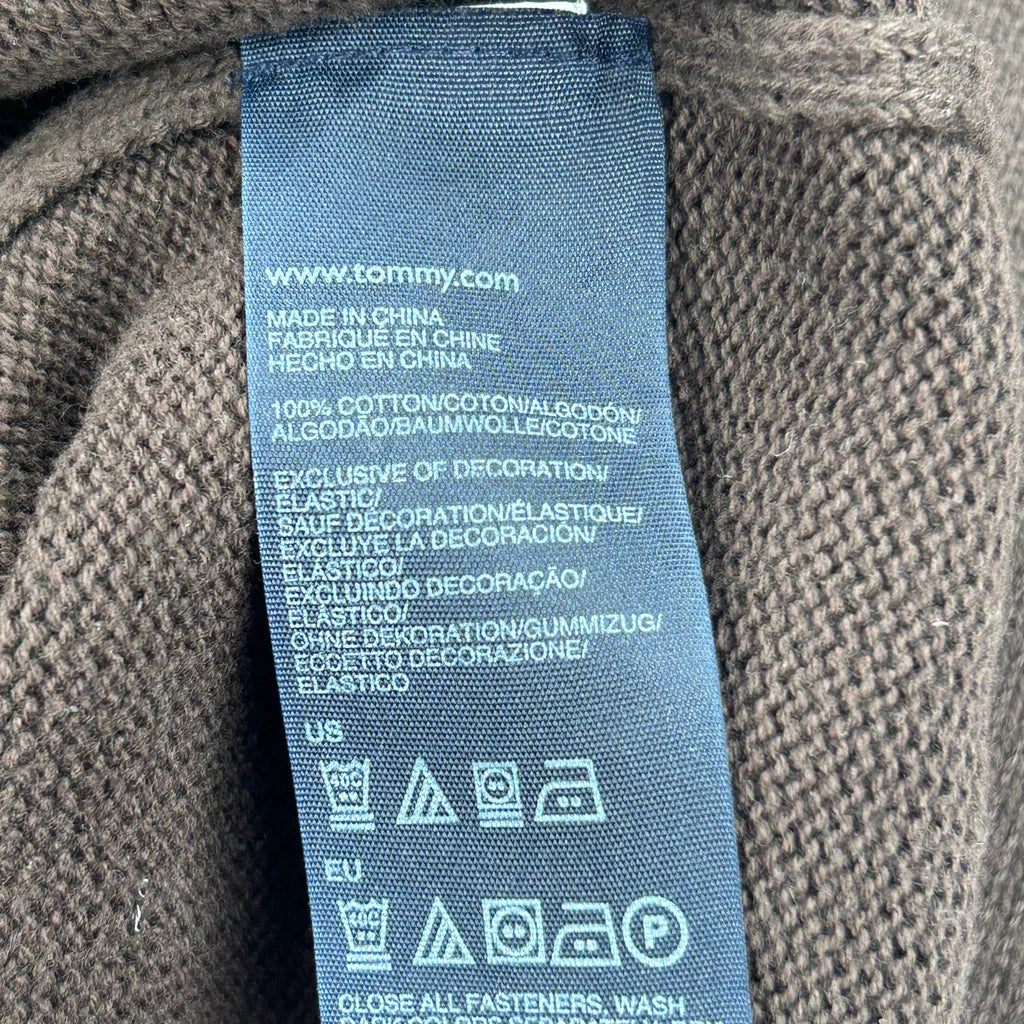 www.tommy.com
MADE IN CHINA
FABRIQUÉ EN CHINE
HECHO EN CHINA
100% COTTON/COTON/ALGODÓN/
ALGODÃO/BAUMWOLLE/COTONE
EXCLUSIVE OF DECORATION/
ELASTIC/
SAUF DÉCORATION/ÉLASTIQUE/
EXCLUYE LA DECORACIÓN/
ELÁSTICO/
EXCLUINDO DECORAÇÃO/
ELÁSTICO/
OHNE DEKORATION/GUMMIZUG/
ECCETTO DECORAZIONE/
ELASTICO
US
EU
P
CLOSE ALL FASTENERS, WASH